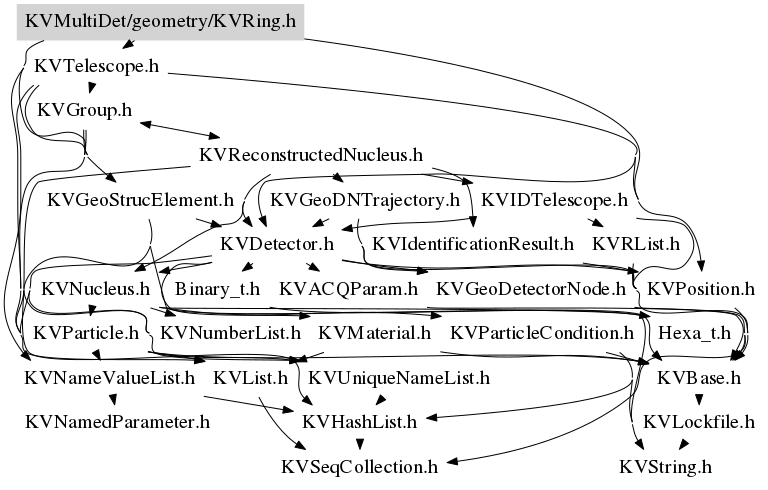 KVMultiDet/geometry/KVRing.h
KVTelescope.h
KVGroup.h
KVReconstructedNucleus.h
KVGeoStrucElement.h
KVGeoDNTrajectory.h
KVIDTelescope.h
KVDetector.h
KVIdentificationResult.h
KVRList.h
KVNucleus.h
Binary_t.h
KVACQParam.h
KVGeoDetectorNode.h
KVPosition.h
KVParticle.h
KVNumberList.h
KVMaterial.h
KVParticleCondition.h
Hexa_t.h
KVNameValueList.h
KVList.h
KVUniqueNameList.h
KVBase.h
KVNamedParameter.h
KVHashList.h
KVLockfile.h
KVSeqCollection.h
KVString.h